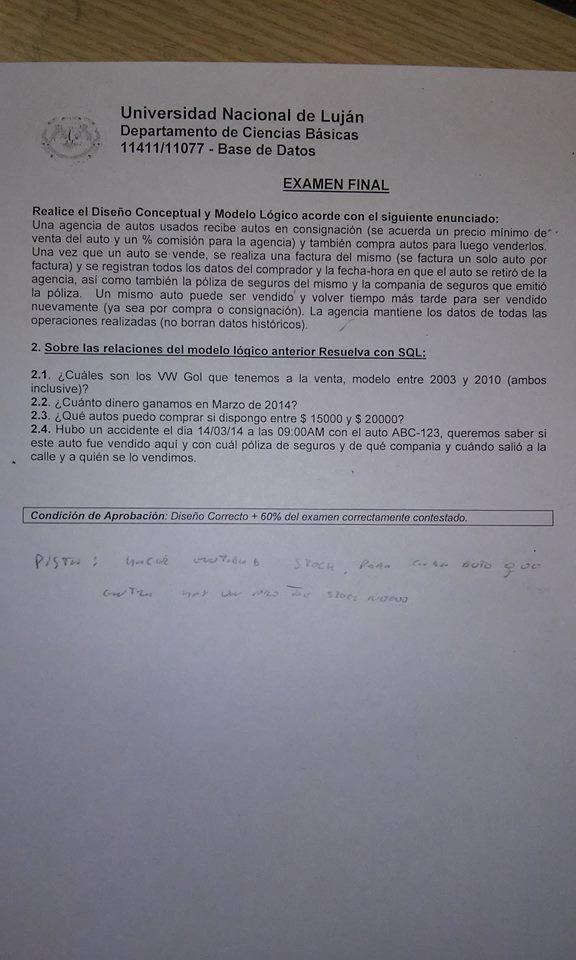 Universidad Nacional de Luján
Departamento de Ciencias Básicas
11411/11077 - Base de Datos
EXAMEN FINAL
Realice el Diseño Conceptual y Modelo Lógico acorde con el siguiente enunciado:
Una agencia de autos usados recibe autos en consignación (se acuerda un precio mínimo de
venta del auto y un % comisión para la agencia) y también compra autos para luego venderlos.
Una vez que un auto se vende, se realiza una factura del mismo (se factura un solo auto por
factura) y se registran todos los datos del comprador y la fecha-hora en que el auto se retiró de la
agencia, así como también la póliza de seguros del mismo y la compania de seguros que emitió
la póliza. Un mismo auto puede ser vendido y volver tiempo más tarde para ser vendido
nuevamente (ya sea por compra o consignación). La agencia mantiene los datos de todas las
operaciones realizadas (no borran datos históricos).
2. Sobre las relaciones del modelo lógico anterior Resuelva con SQL:
2.1. ¿Cuáles son los VW Gol que tenemos a la venta, modelo entre 2003 y 2010 (ambos
inclusive)?
2.2. ¿Cuánto dinero ganamos en Marzo de 2014?
2.3. ¿Qué autos puedo comprar si dispongo entre $ 15000 y $ 20000?
2.4. Hubo un accidente el dia 14/03/14 a las 09:00AM con el auto ABC-123, queremos saber si
este auto fue vendido aquí y con cuál póliza de seguros y de qué compania y cuándo salió a la
calle y a quién se lo vendimos.
Condición de Aprobación: Diseño Correcto + 60% del examen correctamente contestado.
PISTA: HACER ENTIDAD STOCK, PARA CADA AUTO QUE
ENTRA HAY UN NRO DE STOCK NUEVO